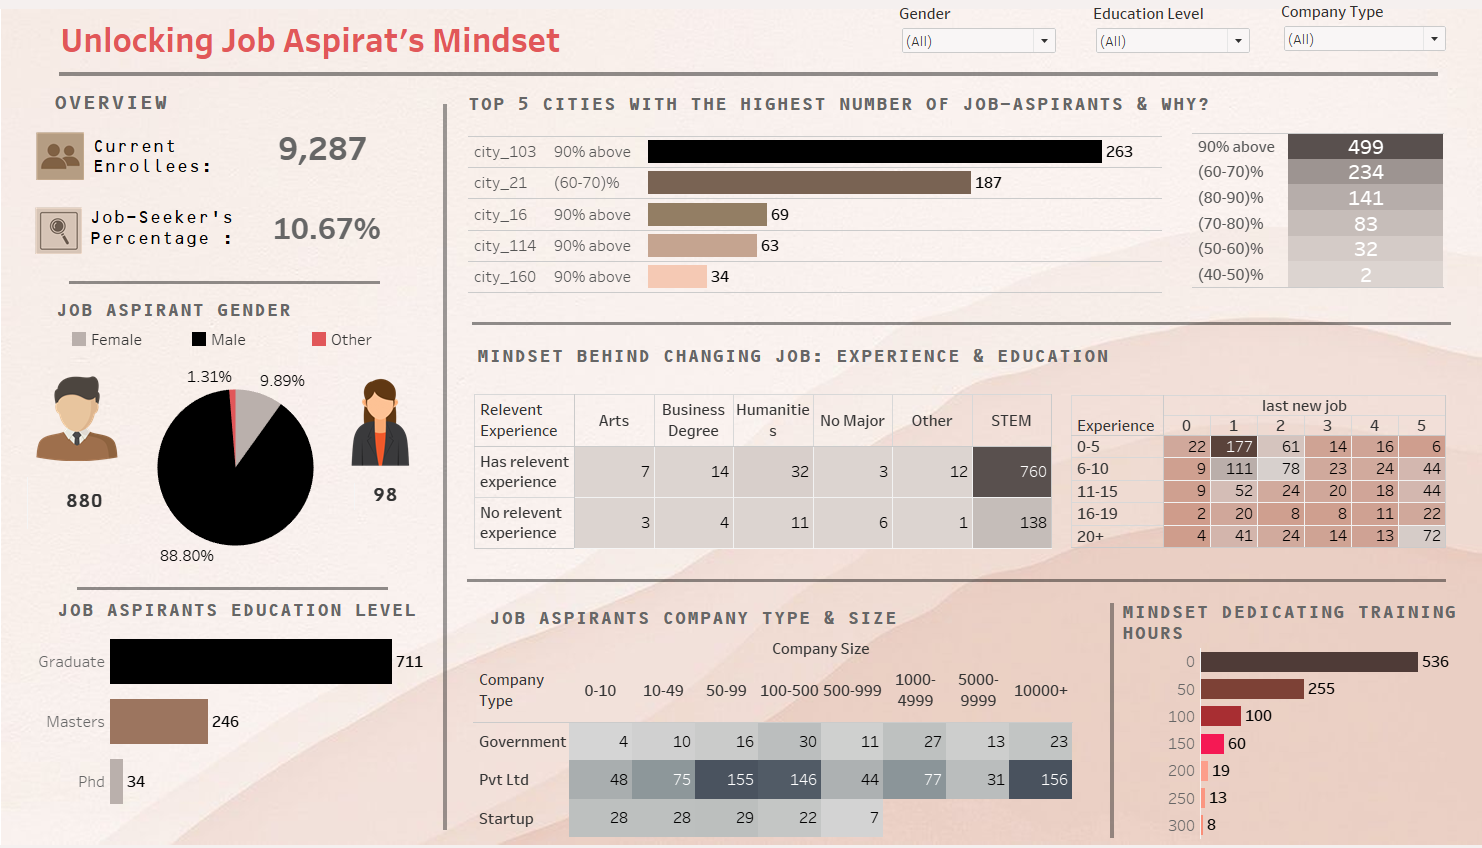 Unlocking Job Aspirat's Mindset
Gender
Education Level
Company Type
(All)
(All)
(All)
OVERVIEW
Current
Enrollees:
9,287
Job-Seeker's
Percentage :
10.67%
JOB ASPIRANT GENDER
Female Male Other
1.31% 9.89%
880
98
88.80%
JOB ASPIRANTS EDUCATION LEVEL
Graduate 711
Masters 246
Phd 34
TOP 5 CITIES WITH THE HIGHEST NUMBER OF JOB-ASPIRANTS & WHY?
city_103 90% above 263
city_21 (60-70)% 187
city_16 90% above 69
city_114 90% above 63
city_160 90% above 34
90% above 499
(60-70)% 234
(80-90)% 141
(70-80)% 83
(50-60)% 32
(40-50)% 2
MINDSET BEHIND CHANGING JOB: EXPERIENCE & EDUCATION
Relevent
Experience
Arts
Business
Degree
Humanitie
s
No Major
Other
STEM
Has relevent
experience
7 14 32 3 12 760
No relevent
experience
3 4 11 6 1 138
last new job
Experience 0 1 2 3 4 5
0-5 22 177 61 14 16 6
6-10 9 111 78 23 24 44
11-15 9 52 24 20 18 44
16-19 2 20 8 8 11 22
20+ 4 41 24 14 13 72
JOB ASPIRANTS COMPANY TYPE & SIZE
Company Size
Company
Type
0-10 10-49 50-99 100-500 500-999
1000-
4999
5000-
9999
10000+
Government 4 10 16 30 11 27 13 23
Pvt Ltd 48 75 155 146 44 77 31 156
Startup 28 28 29 22 7
MINDSET DEDICATING TRAINING
HOURS
0 536
50 255
100 100
150 60
200 19
250 13
300 8